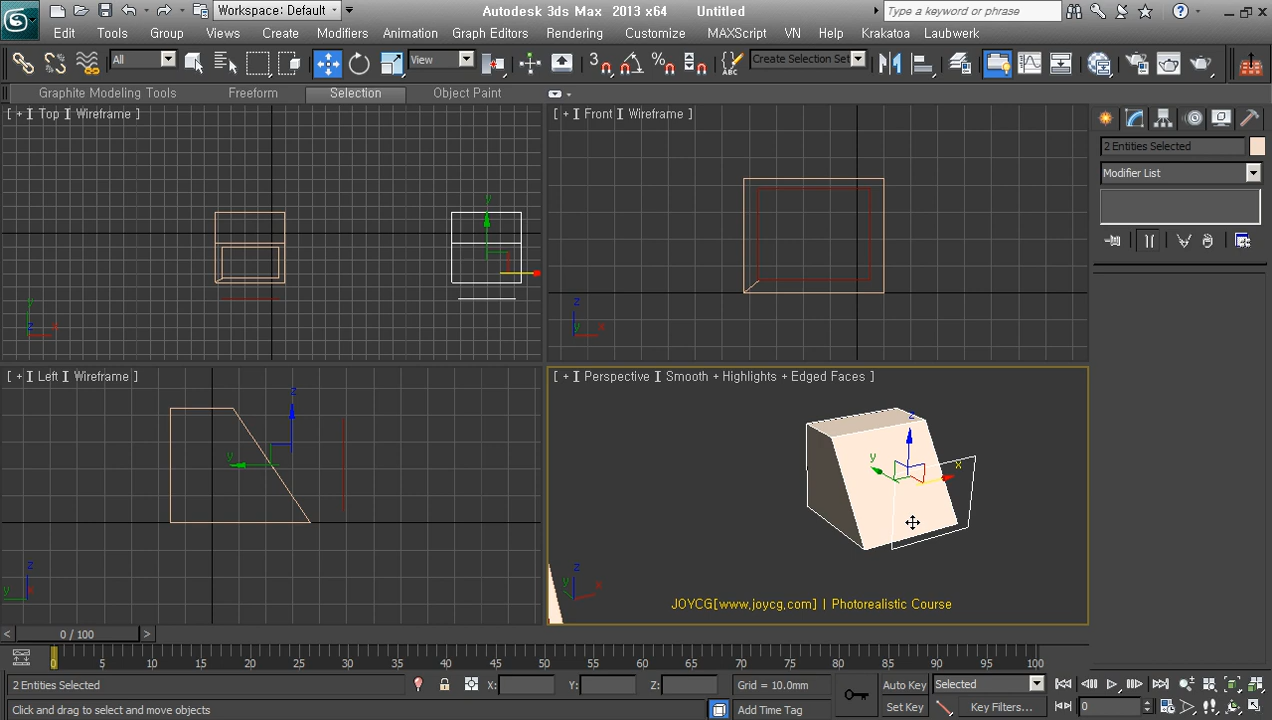 Workspace: Default
Autodesk 3ds Max 2013 x64 Untitled
Type a keyword or phrase
Edit Tools Group Views Create Modifiers Animation Graph Editors Rendering Customize MAXScript VN Help Krakatoa Laubwerk
All
View
3
%
Create Selection Set
Graphite Modeling Tools Freeform Selection Object Paint
[ + ] Top ] Wireframe ]
[ + ] Front ] Wireframe ]
2 Entities Selected
Modifier List
y
x
y
z
x
z
y
x
[ + ] Left ] Wireframe ]
[ + ] Perspective ] Smooth + Highlights + Edged Faces ]
z
y
z
y
x
z
y
x
z
y
x
JOYCG[www.joycg.com] | Photorealistic Course
< 0 / 100 >
0 5 10 15 20 25 30 35 40 45 50 55 60 65 70 75 80 85 90 95 100
2 Entities Selected
X: Y: Z:
Grid = 10.0mm
Auto Key
Selected
Click and drag to select and move objects
Add Time Tag
Set Key
Key Filters...
0